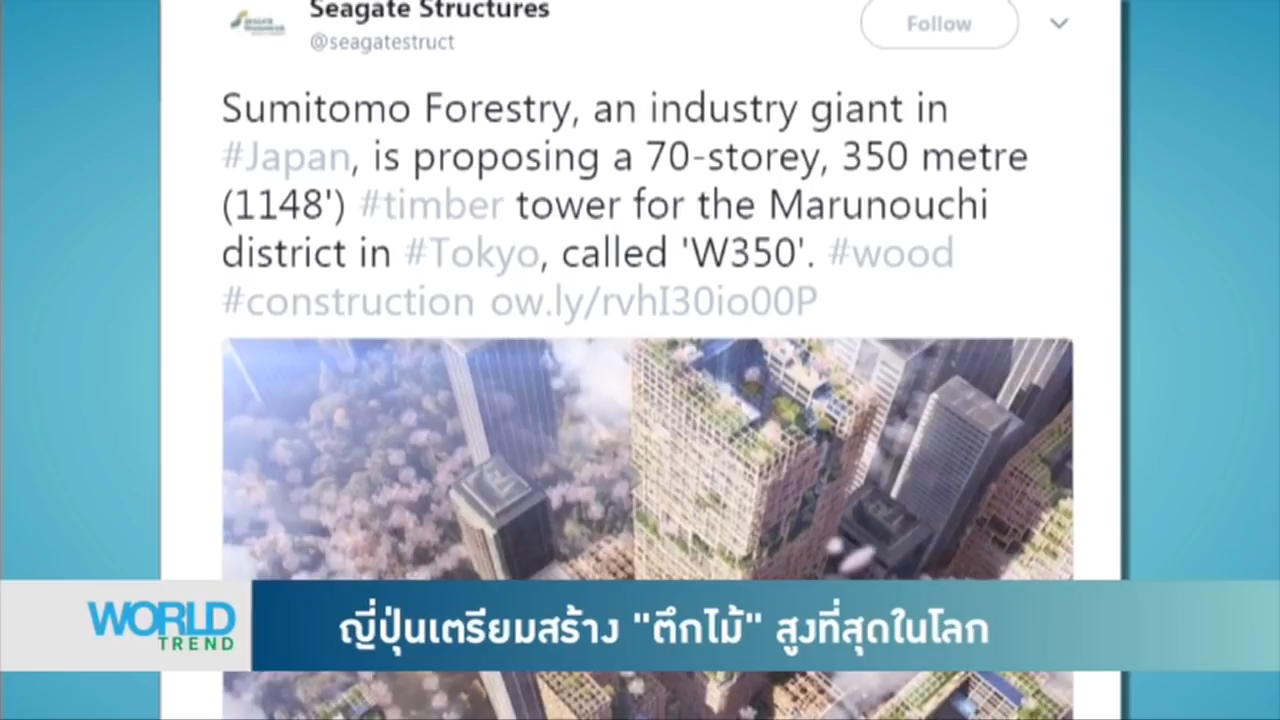 Seagate Structures
@seagatestruct
Follow
Sumitomo Forestry, an industry giant in
#Japan, is proposing a 70-storey, 350 metre
(1148') #timber tower for the Marunouchi
district in #Tokyo, called 'W350'. #wood
#construction ow.ly/rvhI30io00P
WORLD
TREND
ญี่ปุ่นเตรียมสร้าง "ตึกไม้" สูงที่สุดในโลก